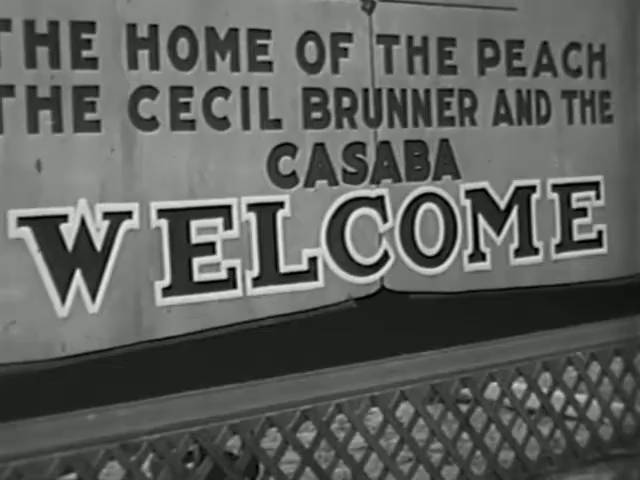 THE HOME OF THE PEACH
THE CECIL BRUNNER AND THE
CASABA
WELCOME